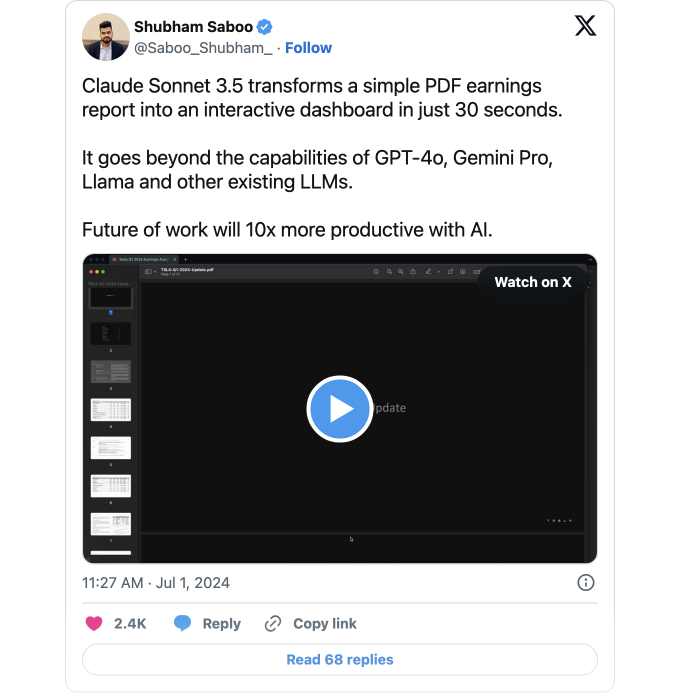 Shubham Saboo
@Saboo_Shubham_ · Follow
Claude Sonnet 3.5 transforms a simple PDF earnings
report into an interactive dashboard in just 30 seconds.
It goes beyond the capabilities of GPT-4o, Gemini Pro,
Llama and other existing LLMs.
Future of work will 10x more productive with AI.
TSLA-Q1-2024-Update.pdf
Watch on X
pdate
TESLA
11:27 AM · Jul 1, 2024
2.4K Reply Copy link
Read 68 replies